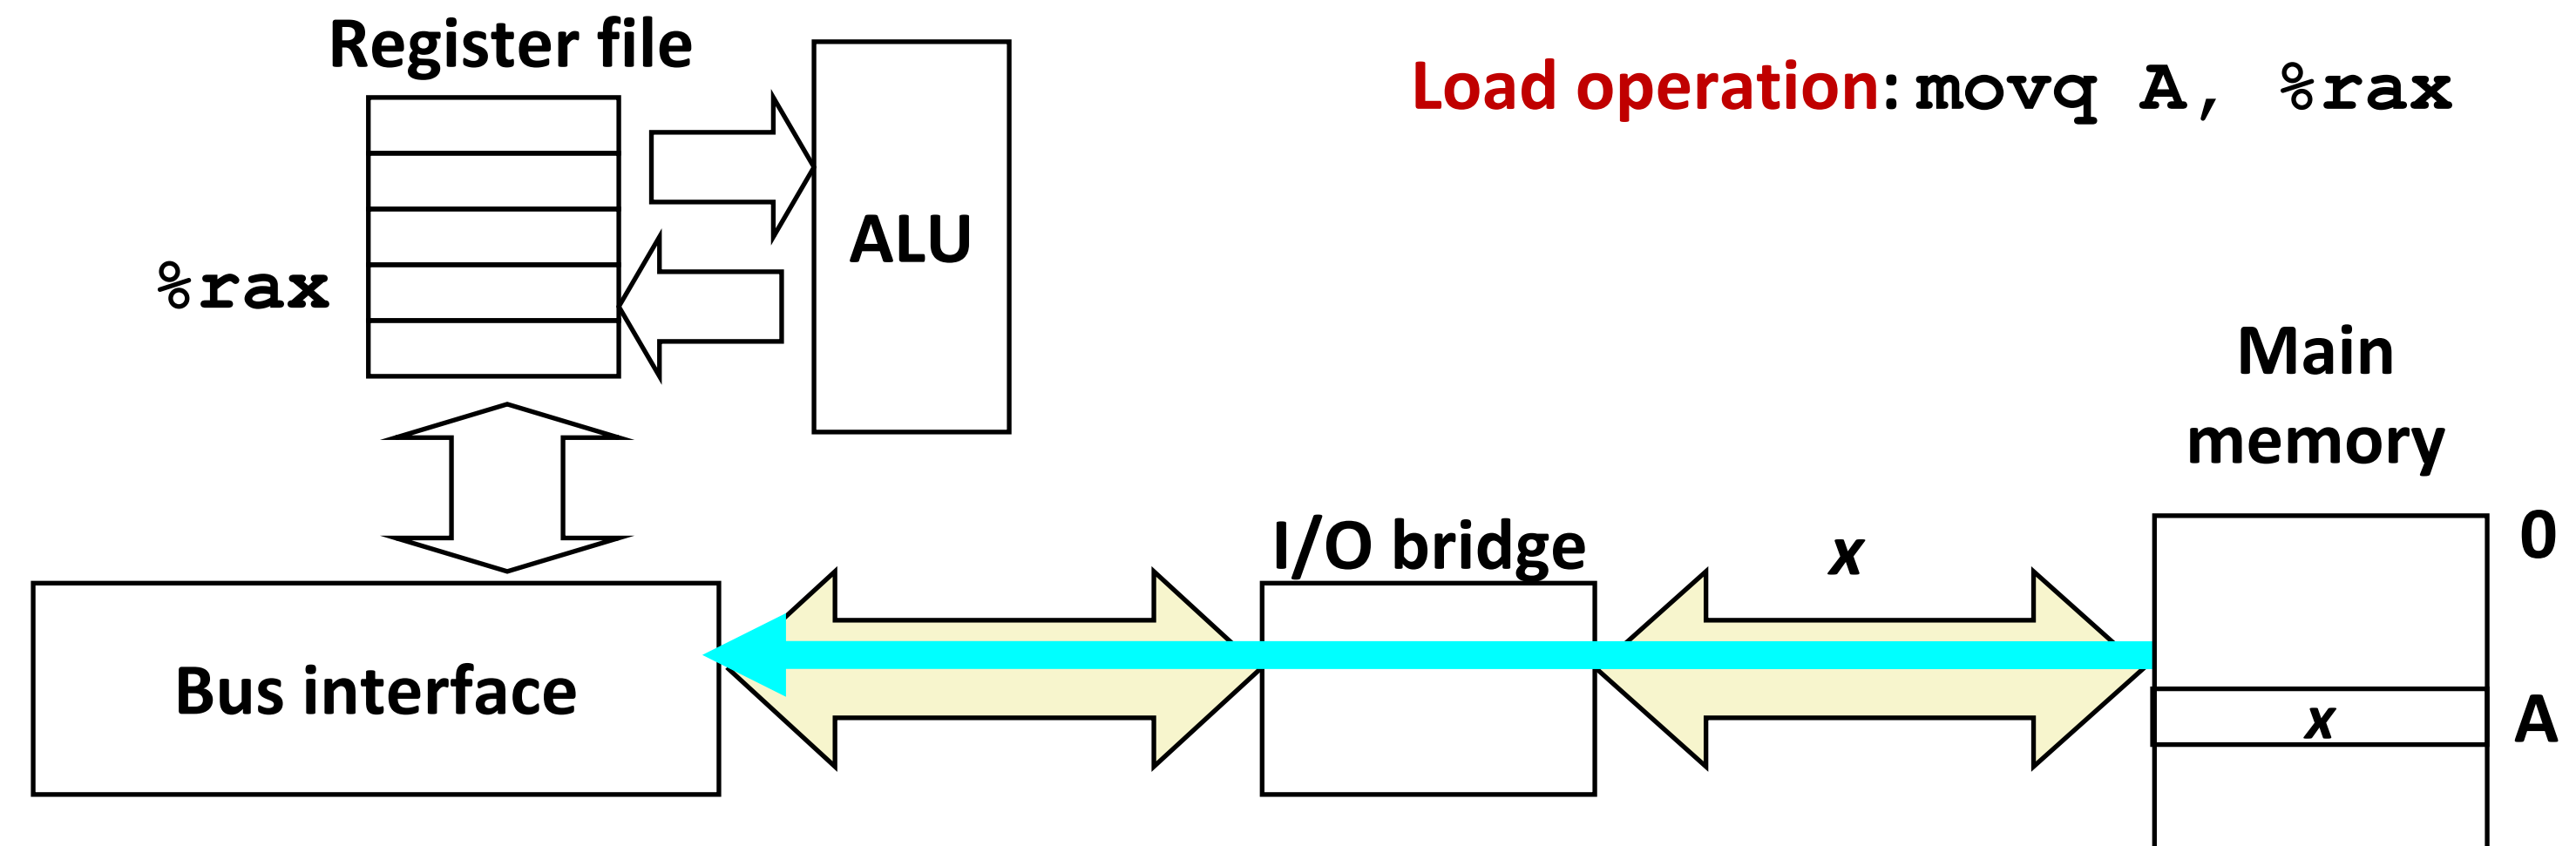 Register file
Load operation: movq A, %rax
ALU
%rax
Main
memory
I/O bridge
x
0
Bus interface
x
A